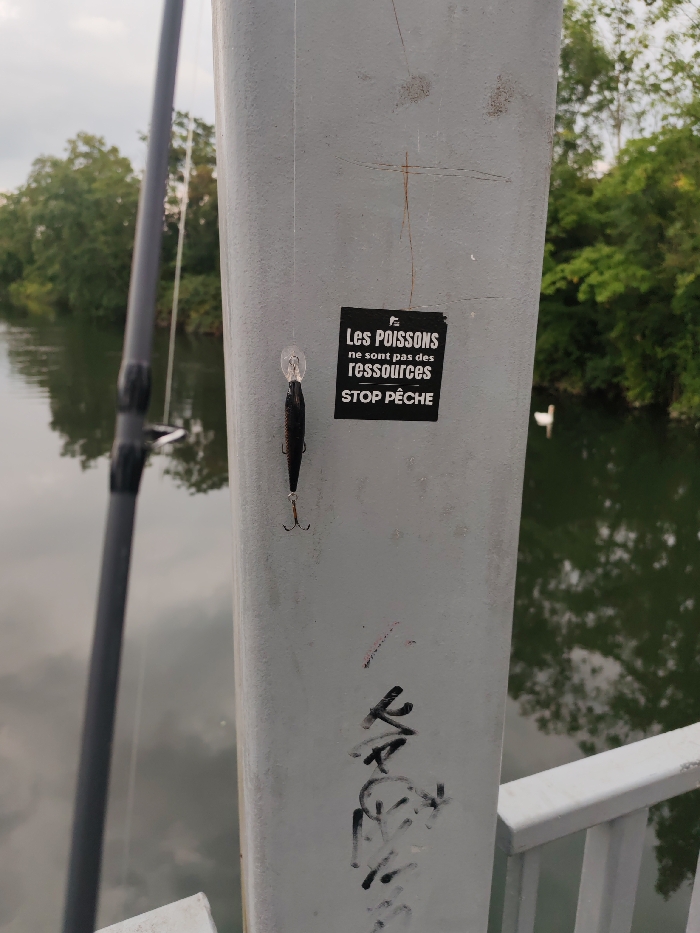 Les POISSONS
ne sont pas des
ressources
STOP PÊCHE